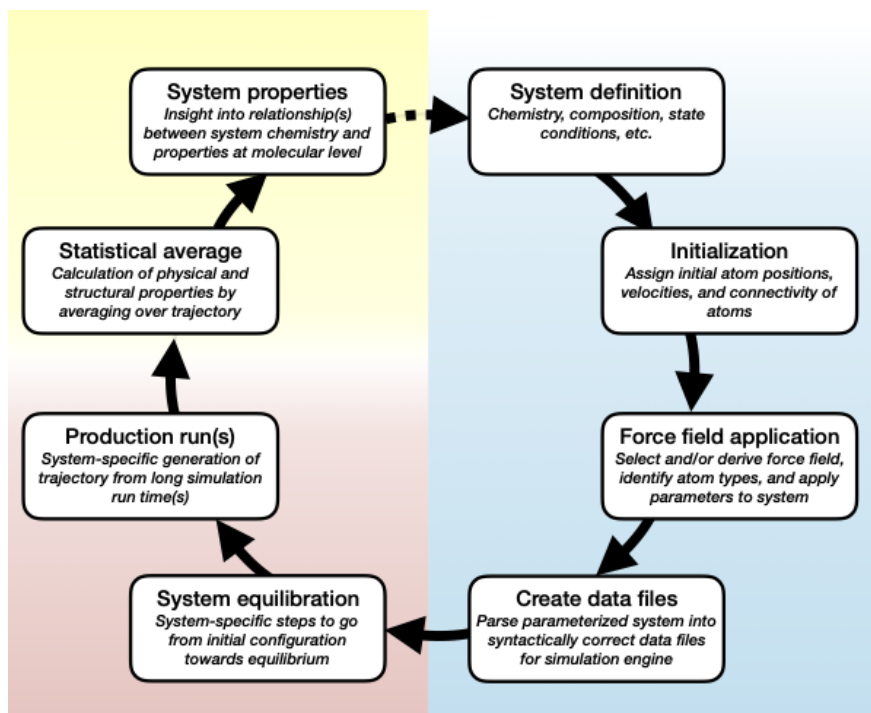 System properties
Insight into relationship(s)
between system chemistry and
properties at molecular level
System definition
Chemistry, composition, state
conditions, etc.
Statistical average
Calculation of physical and
structural properties by
averaging over trajectory
Initialization
Assign initial atom positions,
velocities, and connectivity of
atoms
Production run(s)
System-specific generation of
trajectory from long simulation
run time(s)
Force field application
Select and/or derive force field,
identify atom types, and apply
parameters to system
System equilibration
System-specific steps to go
from initial configuration
towards equilibrium
Create data files
Parse parameterized system into
syntactically correct data files
for simulation engine